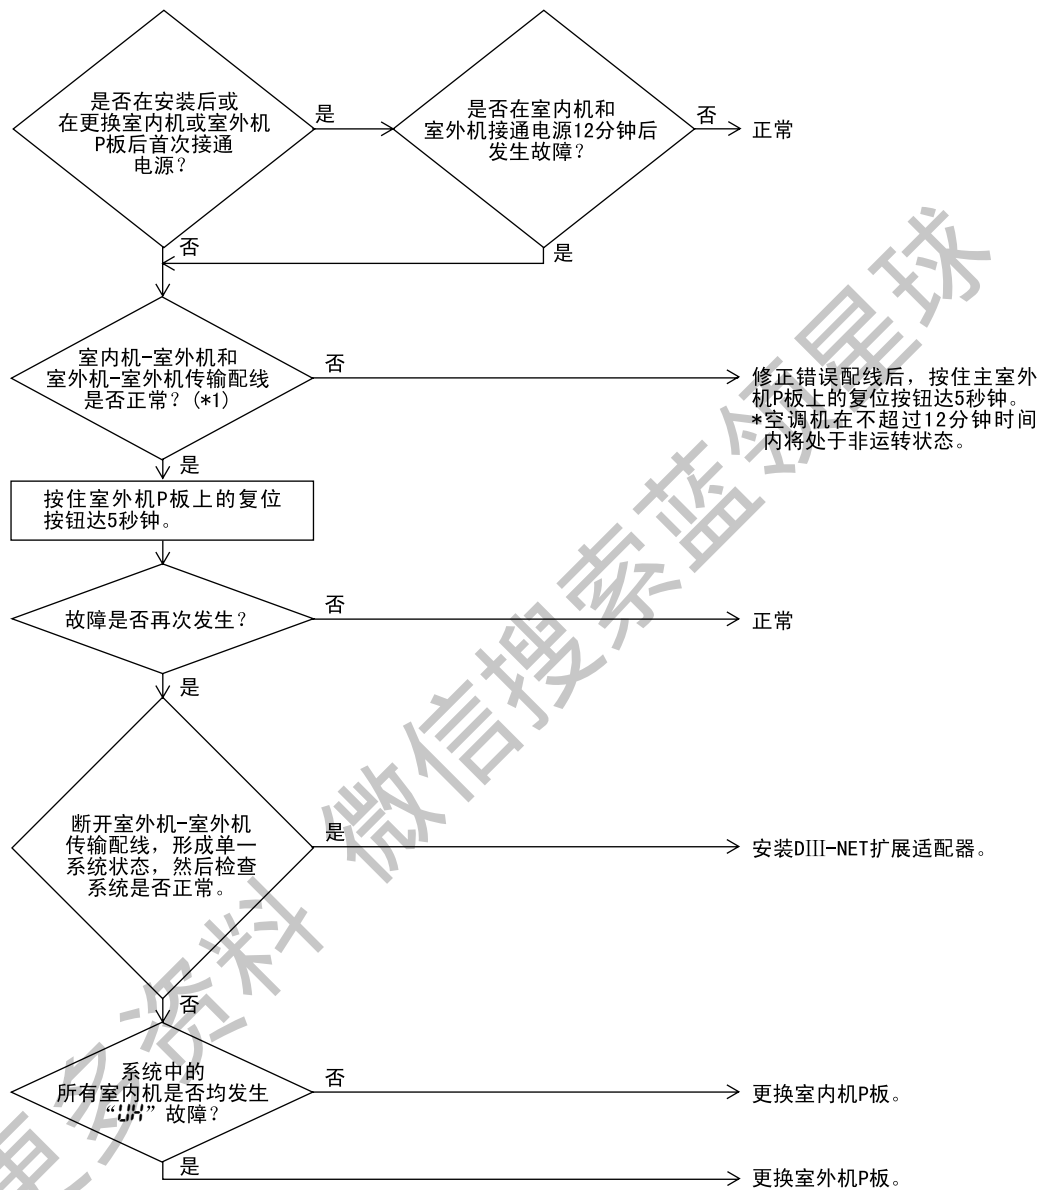 是否在安装后或
在更换室内机或室外机
P板后首次接通
电源？
是
是否在室内机和
室外机接通电源12分钟后
发生故障？
否
正常
否
是
室内机-室外机和
室外机-室外机传输配线
是否正常？(*1)
否
修正错误配线后，按住主室外
机P板上的复位按钮达5秒钟。
*空调机在不超过12分钟时间
内将处于非运转状态。
是
按住室外机P板上的复位
按钮达5秒钟。
故障是否再次发生？
否
正常
是
断开室外机-室外机
传输配线，形成单一
系统状态，然后检查
系统是否正常。
是
安装DIII-NET扩展适配器。
否
系统中的
所有室内机是否均发生
“UH”故障？
否
更换室内机P板。
是
更换室外机P板。
更多资料 微信搜索蓝领星球